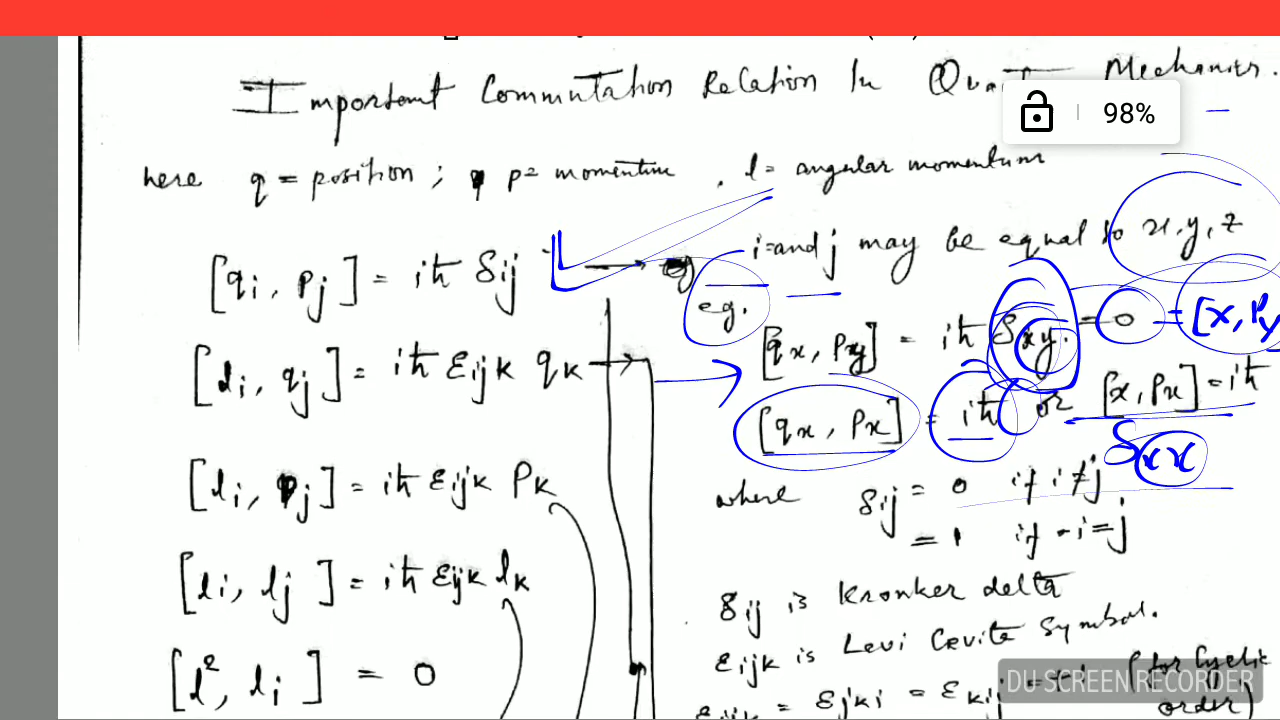 Important Commutation Relation In Mechanics.
98%
here q = position ; p = momentum , l = angular momentum
[qi, pj] = iħ δij
i = and j may be equal to x, y, z
eg.
[qx, Pxy] = iħ δxy. = 0 = [x, Py
[li, qj] = iħ εijk qk
[qx, Px] = iħ or [x, Px] = iħ
δxx
[li, pj] = iħ εijk Pk
where δij = 0 if i ≠ j
= 1 if - i = j
[li, lj] = iħ εijk lk
δij is Kronker delta
εijk is Levi Cevita Symbol.
[l², li] = 0
εijk = εjki = εkij = +1 (for Cyclic
order)
DU SCREEN RECORDER